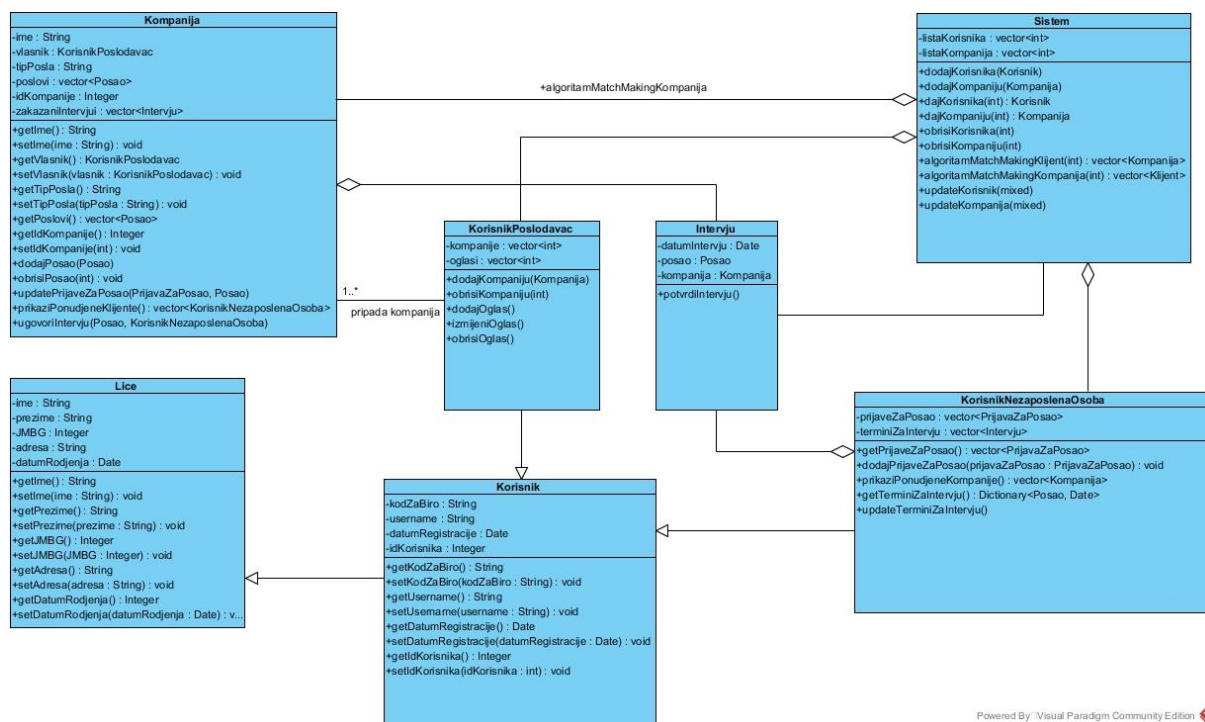 Kompanija
-ime : String
-vlasnik : KorisnikPoslodavac
-tipPosla : String
-poslovi : vector<Posao>
-idKompanije : Integer
-zakazaniIntervjui : vector<Intervju>
+getIme() : String
+setIme(ime : String) : void
+getVlasnik() : KorisnikPoslodavac
+setVlasnik(vlasnik : KorisnikPoslodavac) : void
+getTipPosla() : String
+setTipPosla(tipPosla : String) : void
+getPoslovi() : vector<Posao>
+getIdKompanije() : Integer
+setIdKompanije(int) : void
+dodajPosao(Posao)
+obrisiPosao(int) : void
+updatePrijaveZaPosao(PrijavaZaPosao, Posao)
+prikaziPonudjeneKlijente() : vector<KorisnikNezaposlenaOsoba>
+ugovoriIntervju(Posao, KorisnikNezaposlenaOsoba)
+algoritamMatchMakingKompanija
Sistem
-listaKorisnika : vector<int>
-listaKompanija : vector<int>
+dodajKorisnika(Korisnik)
+dodajKompaniju(Kompanija)
+dajKorisnika(int) : Korisnik
+dajKompaniju(int) : Kompanija
+obrisiKorisnika(int)
+obrisiKompaniju(int)
+algoritamMatchMakingKlijent(int) : vector<Kompanija>
+algoritamMatchMakingKompanija(int) : vector<Klijent>
+updateKorisnik(mixed)
+updateKompanija(mixed)
KorisnikPoslodavac
-kompanije : vector<int>
-oglasi : vector<int>
+dodajKompaniju(Kompanija)
+obrisiKompaniju(int)
+dodajOglas()
+izmijeniOglas()
+obrisiOglas()
1..*
pripada kompanija
Intervju
-datumIntervju : Date
-posao : Posao
-kompanija : Kompanija
+potvrdiIntervju()
Lice
-ime : String
-prezime : String
-JMBG : Integer
-adresa : String
-datumRodjenja : Date
+getIme() : String
+setIme(ime : String) : void
+getPrezime() : String
+setPrezime(prezime : String) : void
+getJMBG() : Integer
+setJMBG(JMBG : Integer) : void
+getAdresa() : String
+setAdresa(adresa : String) : void
+getDatumRodjenja() : Integer
+setDatumRodjenja(datumRodjenja : Date) : v...
Korisnik
-kodZaBiro : String
-username : String
-datumRegistracije : Date
-idKorisnika : Integer
+getKodZaBiro() : String
+setKodZaBiro(kodZaBiro : String) : void
+getUsername() : String
+setUsername(username : String) : void
+getDatumRegistracije() : Date
+setDatumRegistracije(datumRegistracije : Date) : void
+getIdKorisnika() : Integer
+setIdKorisnika(idKorisnika : int) : void
KorisnikNezaposlenaOsoba
-prijaveZaPosao : vector<PrijavaZaPosao>
-terminiZaIntervju : vector<Intervju>
+getPrijaveZaPosao() : vector<PrijavaZaPosao>
+dodajPrijaveZaPosao(prijavaZaPosao : PrijavaZaPosao) : void
+prikaziPonudjeneKompanije() : vector<Kompanija>
+getTerminiZaIntervju() : Dictionary<Posao, Date>
+updateTerminiZaIntervju()
Powered By Visual Paradigm Community Edition